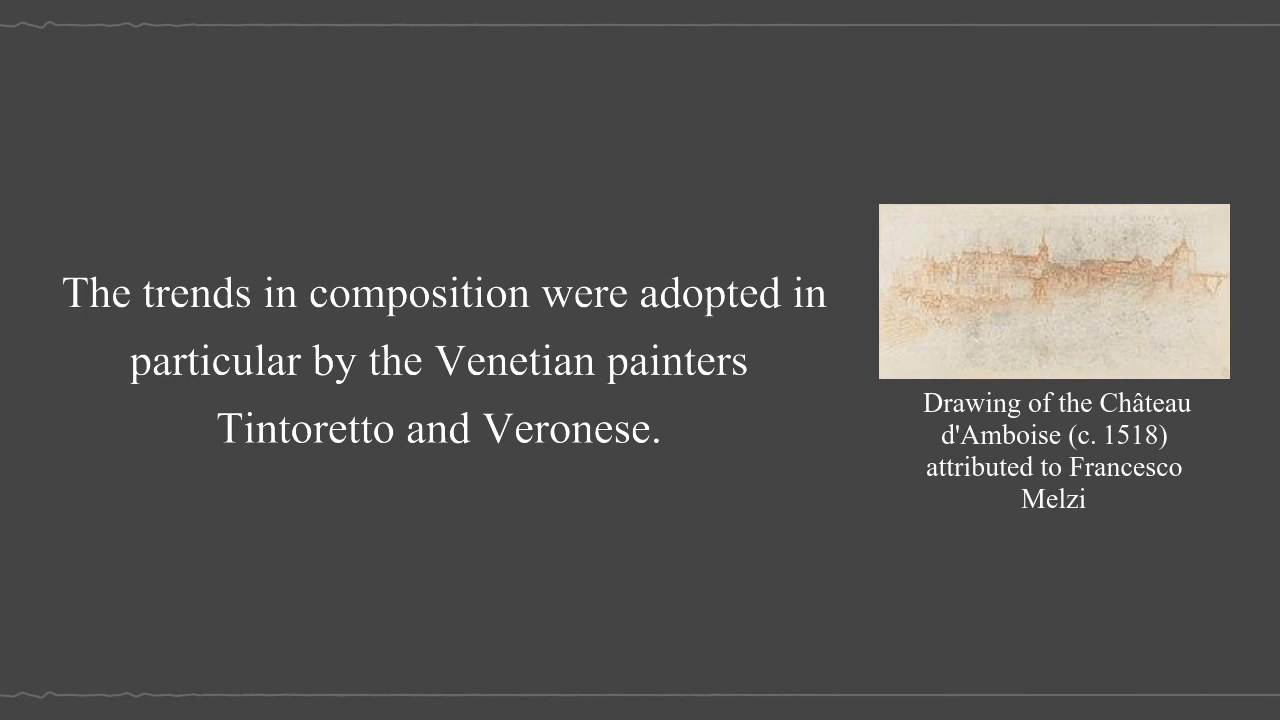 The trends in composition were adopted in
particular by the Venetian painters
Tintoretto and Veronese.
Drawing of the Château
d'Amboise (c. 1518)
attributed to Francesco
Melzi